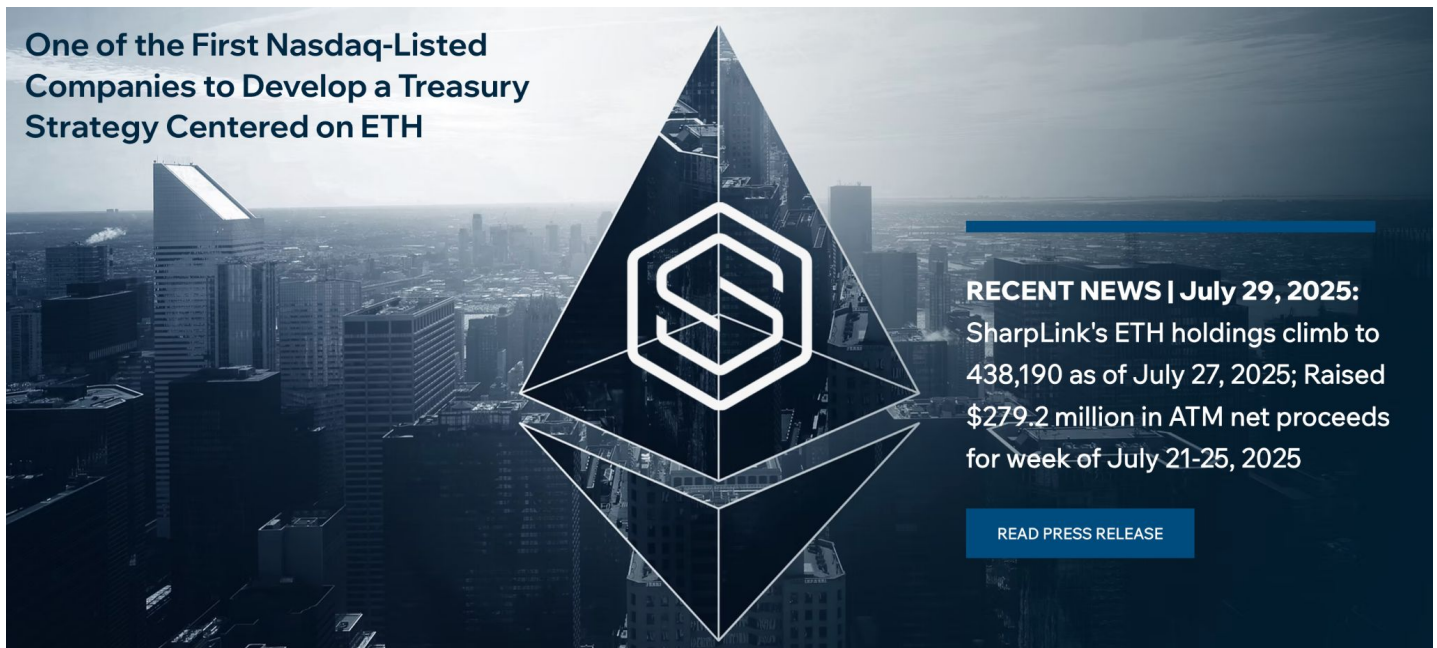 One of the First Nasdaq-Listed
Companies to Develop a Treasury
Strategy Centered on ETH
RECENT NEWS | July 29, 2025:
SharpLink's ETH holdings climb to
438,190 as of July 27, 2025; Raised
$279.2 million in ATM net proceeds
for week of July 21-25, 2025
READ PRESS RELEASE